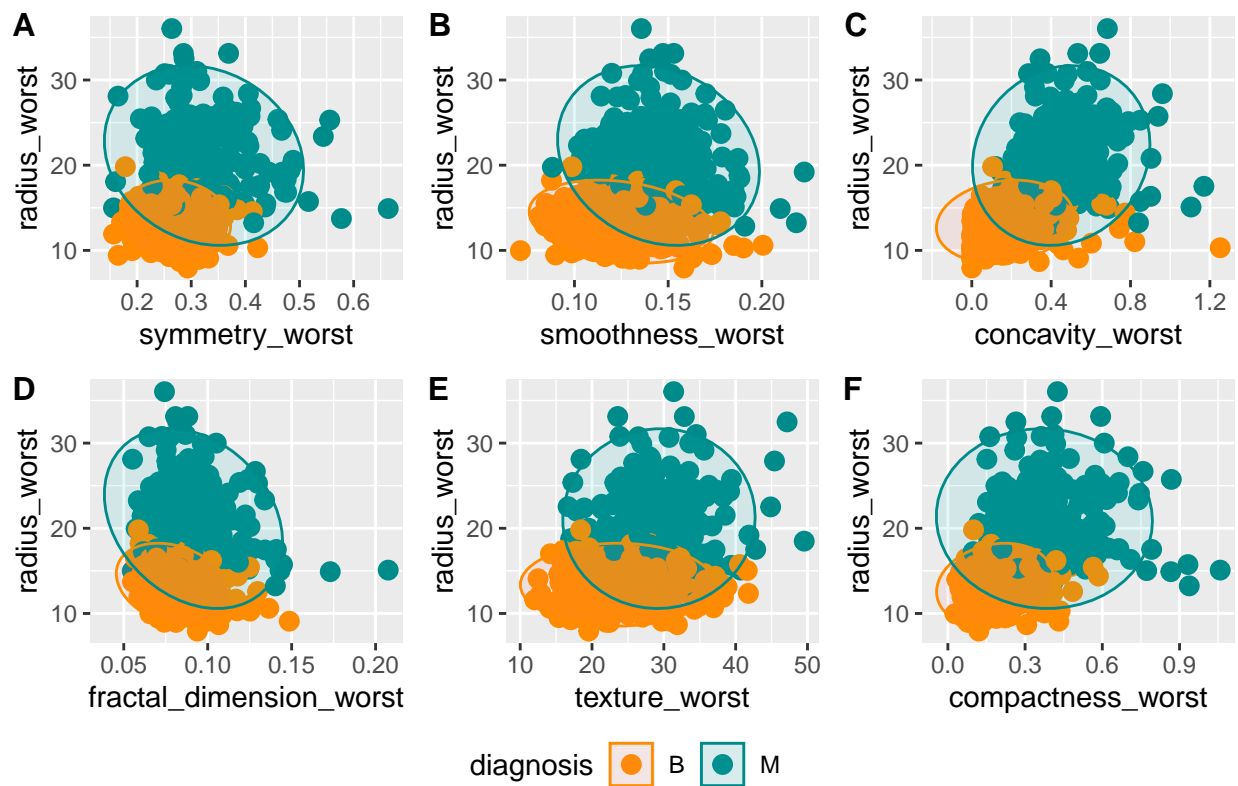 A
B
C
radius_worst
30
20
10
0.2
0.3
0.4
0.5
0.6
symmetry_worst
radius_worst
30
20
10
0.10
0.15
0.20
smoothness_worst
radius_worst
30
20
10
0.0
0.4
0.8
1.2
concavity_worst
D
E
F
radius_worst
30
20
10
0.05
0.10
0.15
0.20
fractal_dimension_worst
radius_worst
30
20
10
10
20
30
40
50
texture_worst
radius_worst
30
20
10
0.0
0.3
0.6
0.9
compactness_worst
diagnosis
B
M